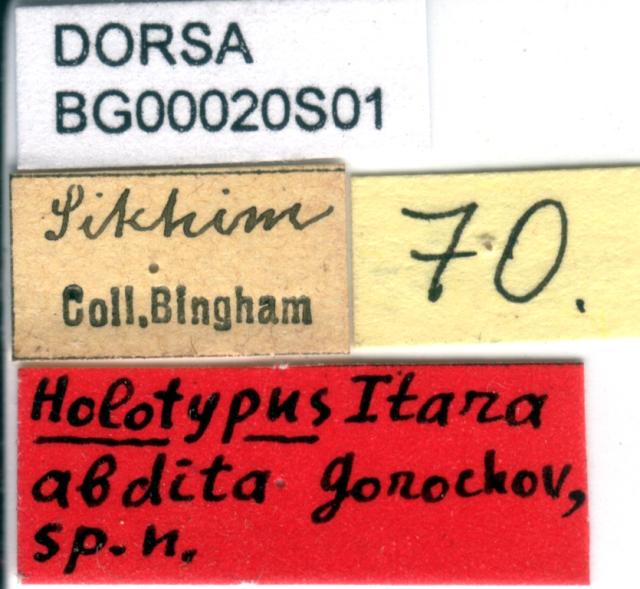 DORSA
BG00020S01
Sikhim
Coll. Bingham
70.
Holotypus Itara
abdita Gorochov,
sp. n.